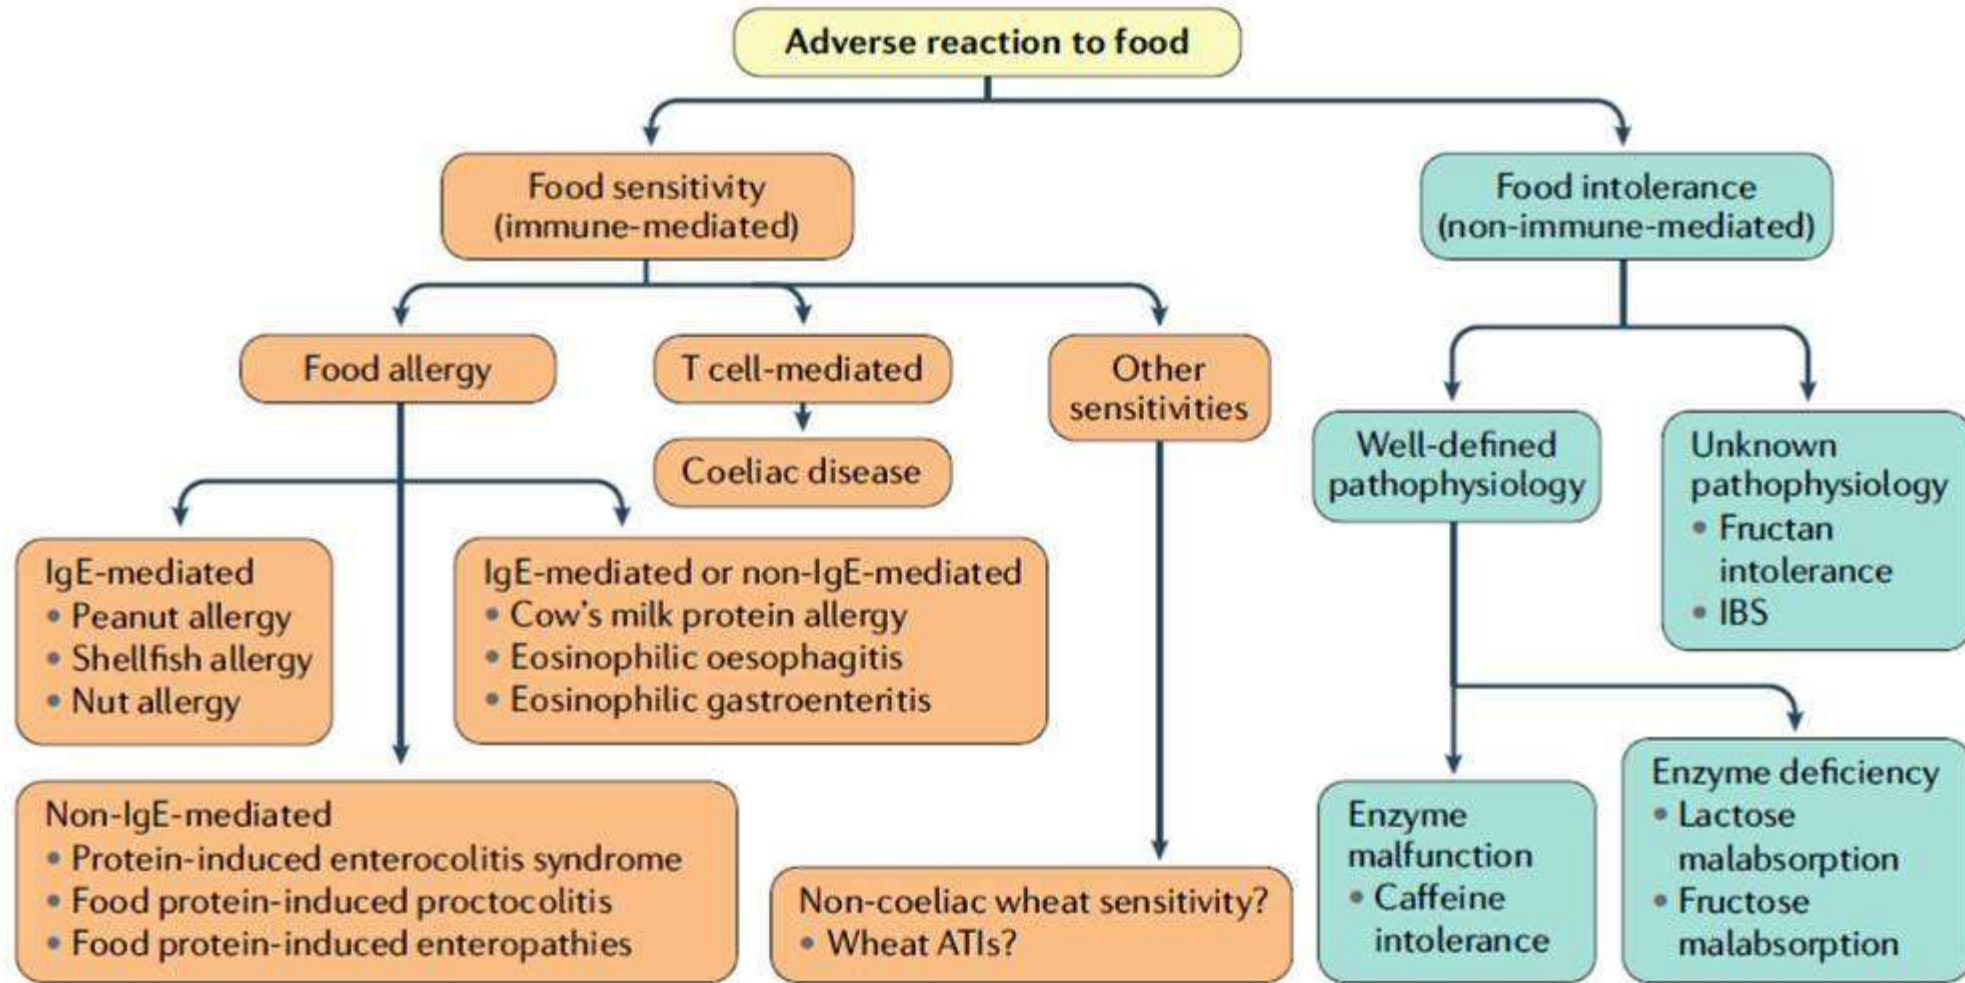 Adverse reaction to food
Food sensitivity
(immune-mediated)
Food intolerance
(non-immune-mediated)
Food allergy
T cell-mediated
Other
sensitivities
Coeliac disease
Well-defined
pathophysiology
Unknown
pathophysiology
• Fructan
intolerance
• IBS
IgE-mediated
• Peanut allergy
• Shellfish allergy
• Nut allergy
IgE-mediated or non-IgE-mediated
• Cow's milk protein allergy
• Eosinophilic oesophagitis
• Eosinophilic gastroenteritis
Non-IgE-mediated
• Protein-induced enterocolitis syndrome
• Food protein-induced proctocolitis
• Food protein-induced enteropathies
Non-coeliac wheat sensitivity?
• Wheat ATIs?
Enzyme
malfunction
• Caffeine
intolerance
Enzyme deficiency
• Lactose
malabsorption
• Fructose
malabsorption